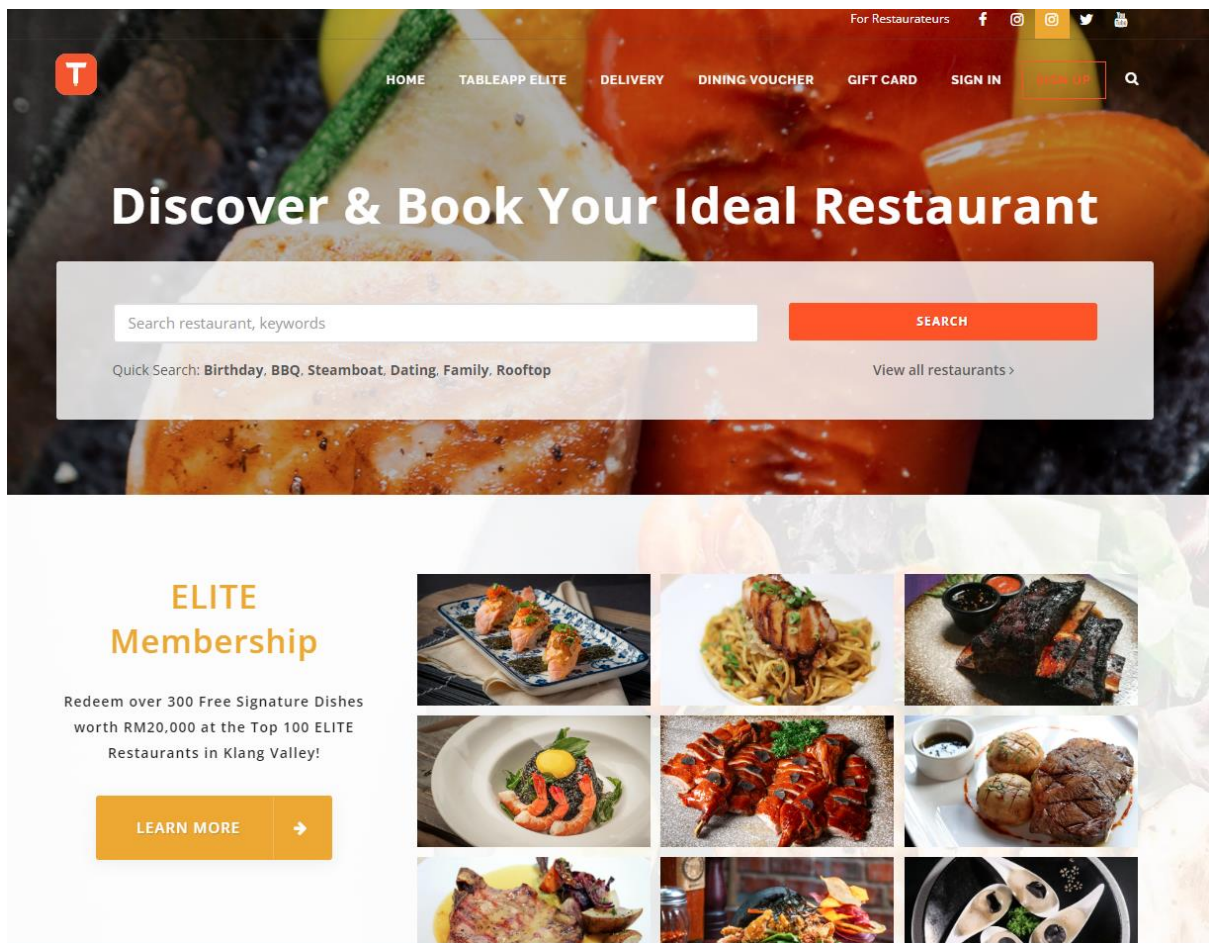 For Restaurateurs
T
HOME TABLEAPP ELITE DELIVERY DINING VOUCHER GIFT CARD SIGN IN SIGN UP
Discover & Book Your Ideal Restaurant
Search restaurant, keywords
SEARCH
Quick Search: Birthday, BBQ, Steamboat, Dating, Family, Rooftop
View all restaurants >
ELITE
Membership
Redeem over 300 Free Signature Dishes
worth RM20,000 at the Top 100 ELITE
Restaurants in Klang Valley!
LEARN MORE